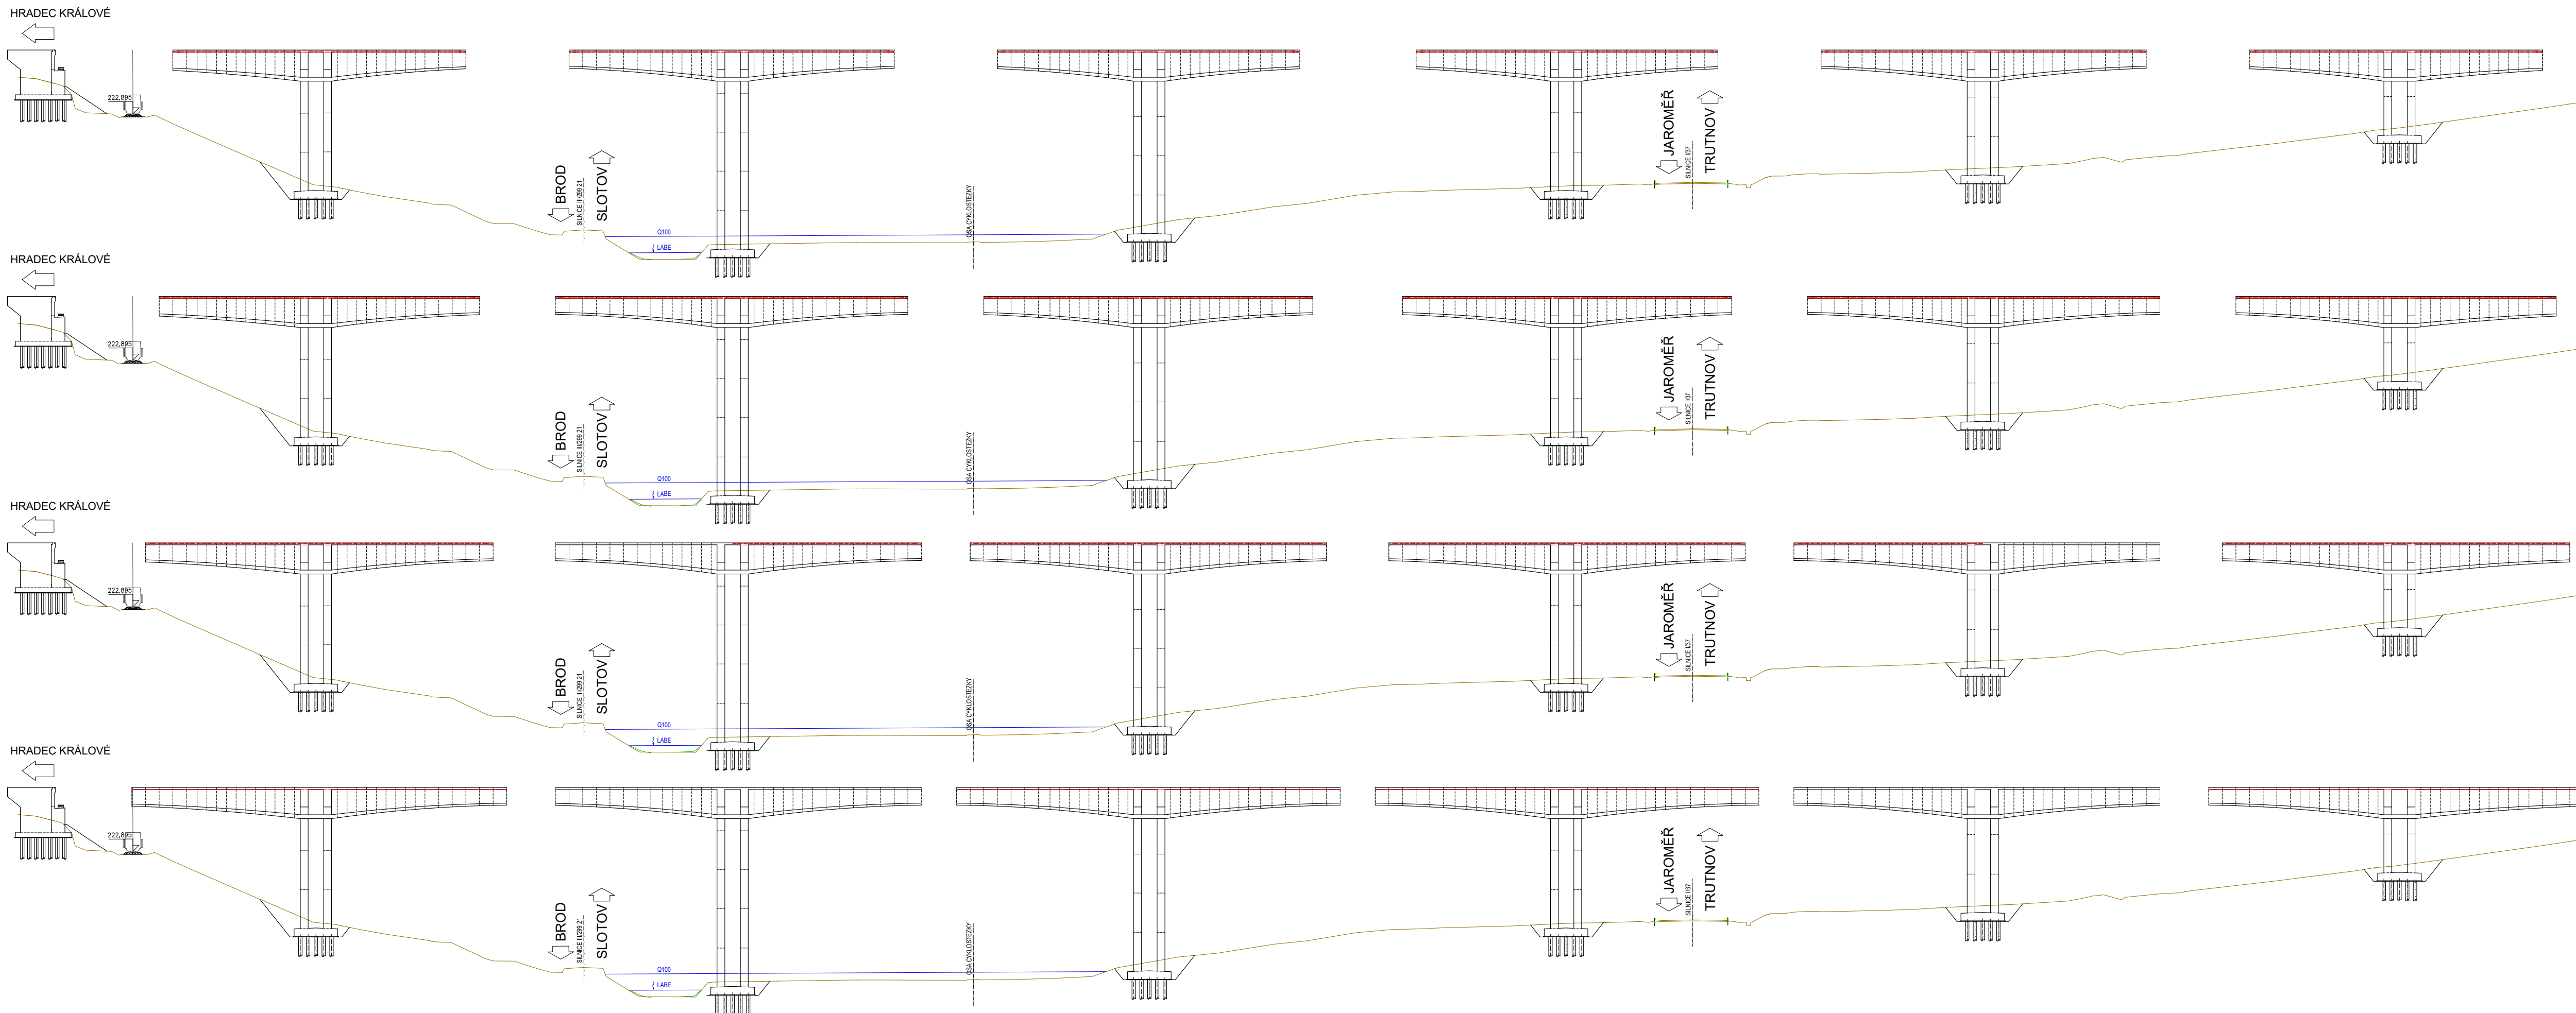 HRADEC KRÁLOVÉ
222,895
BROD
SILNICE III/299 21
SLOTOV
Q100
LABE
OSA CYKLOSTEZKY
JAROMĚŘ
SILNICE I/37
TRUTNOV
HRADEC KRÁLOVÉ
222,895
BROD
SILNICE III/299 21
SLOTOV
Q100
LABE
OSA CYKLOSTEZKY
JAROMĚŘ
SILNICE I/37
TRUTNOV
HRADEC KRÁLOVÉ
222,895
BROD
SILNICE III/299 21
SLOTOV
Q100
LABE
OSA CYKLOSTEZKY
JAROMĚŘ
SILNICE I/37
TRUTNOV
HRADEC KRÁLOVÉ
222,895
BROD
SILNICE III/299 21
SLOTOV
Q100
LABE
OSA CYKLOSTEZKY
JAROMĚŘ
SILNICE I/37
TRUTNOV